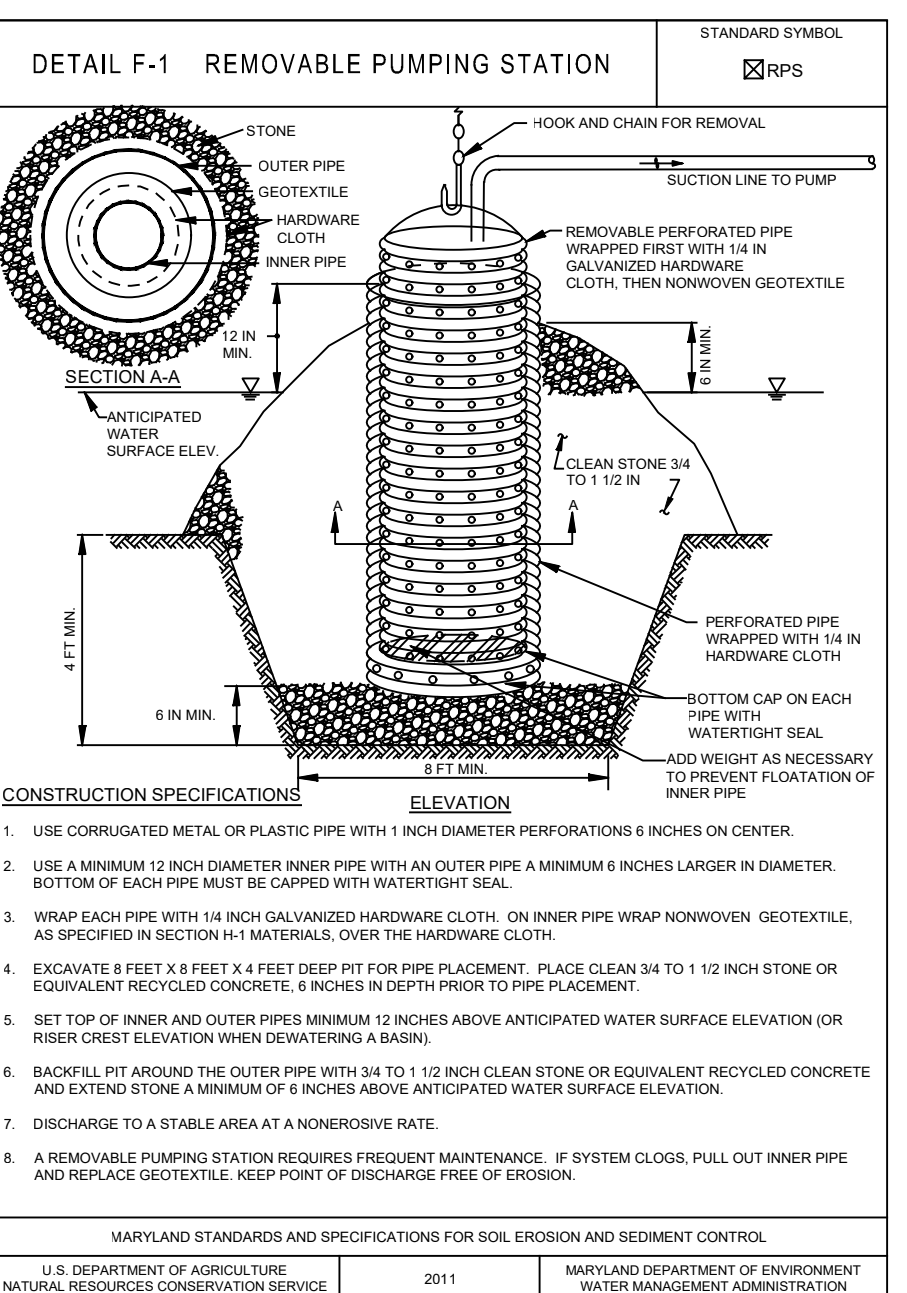 DETAIL F-1 REMOVABLE PUMPING STATION
STANDARD SYMBOL
RPS
STONE
OUTER PIPE
GEOTEXTILE
HARDWARE
CLOTH
INNER PIPE
SECTION A-A
HOOK AND CHAIN FOR REMOVAL
SUCTION LINE TO PUMP
REMOVABLE PERFORATED PIPE
WRAPPED FIRST WITH 1/4 IN
GALVANIZED HARDWARE
CLOTH, THEN NONWOVEN GEOTEXTILE
12 IN
MIN.
6 IN MIN.
ANTICIPATED
WATER
SURFACE ELEV.
CLEAN STONE 3/4
TO 1 1/2 IN
A
A
4 FT MIN.
PERFORATED PIPE
WRAPPED WITH 1/4 IN
HARDWARE CLOTH
6 IN MIN.
BOTTOM CAP ON EACH
PIPE WITH
WATERTIGHT SEAL
8 FT MIN.
ADD WEIGHT AS NECESSARY
TO PREVENT FLOATATION OF
INNER PIPE
ELEVATION
CONSTRUCTION SPECIFICATIONS
1. USE CORRUGATED METAL OR PLASTIC PIPE WITH 1 INCH DIAMETER PERFORATIONS 6 INCHES ON CENTER.
2. USE A MINIMUM 12 INCH DIAMETER INNER PIPE WITH AN OUTER PIPE A MINIMUM 6 INCHES LARGER IN DIAMETER.
BOTTOM OF EACH PIPE MUST BE CAPPED WITH WATERTIGHT SEAL.
3. WRAP EACH PIPE WITH 1/4 INCH GALVANIZED HARDWARE CLOTH. ON INNER PIPE WRAP NONWOVEN GEOTEXTILE,
AS SPECIFIED IN SECTION H-1 MATERIALS, OVER THE HARDWARE CLOTH.
4. EXCAVATE 8 FEET X 8 FEET X 4 FEET DEEP PIT FOR PIPE PLACEMENT. PLACE CLEAN 3/4 TO 1 1/2 INCH STONE OR
EQUIVALENT RECYCLED CONCRETE, 6 INCHES IN DEPTH PRIOR TO PIPE PLACEMENT.
5. SET TOP OF INNER AND OUTER PIPES MINIMUM 12 INCHES ABOVE ANTICIPATED WATER SURFACE ELEVATION (OR
RISER CREST ELEVATION WHEN DEWATERING A BASIN).
6. BACKFILL PIT AROUND THE OUTER PIPE WITH 3/4 TO 1 1/2 INCH CLEAN STONE OR EQUIVALENT RECYCLED CONCRETE
AND EXTEND STONE A MINIMUM OF 6 INCHES ABOVE ANTICIPATED WATER SURFACE ELEVATION.
7. DISCHARGE TO A STABLE AREA AT A NONEROSIVE RATE.
8. A REMOVABLE PUMPING STATION REQUIRES FREQUENT MAINTENANCE. IF SYSTEM CLOGS, PULL OUT INNER PIPE
AND REPLACE GEOTEXTILE. KEEP POINT OF DISCHARGE FREE OF EROSION.
MARYLAND STANDARDS AND SPECIFICATIONS FOR SOIL EROSION AND SEDIMENT CONTROL
U.S. DEPARTMENT OF AGRICULTURE
NATURAL RESOURCES CONSERVATION SERVICE
2011
MARYLAND DEPARTMENT OF ENVIRONMENT
WATER MANAGEMENT ADMINISTRATION